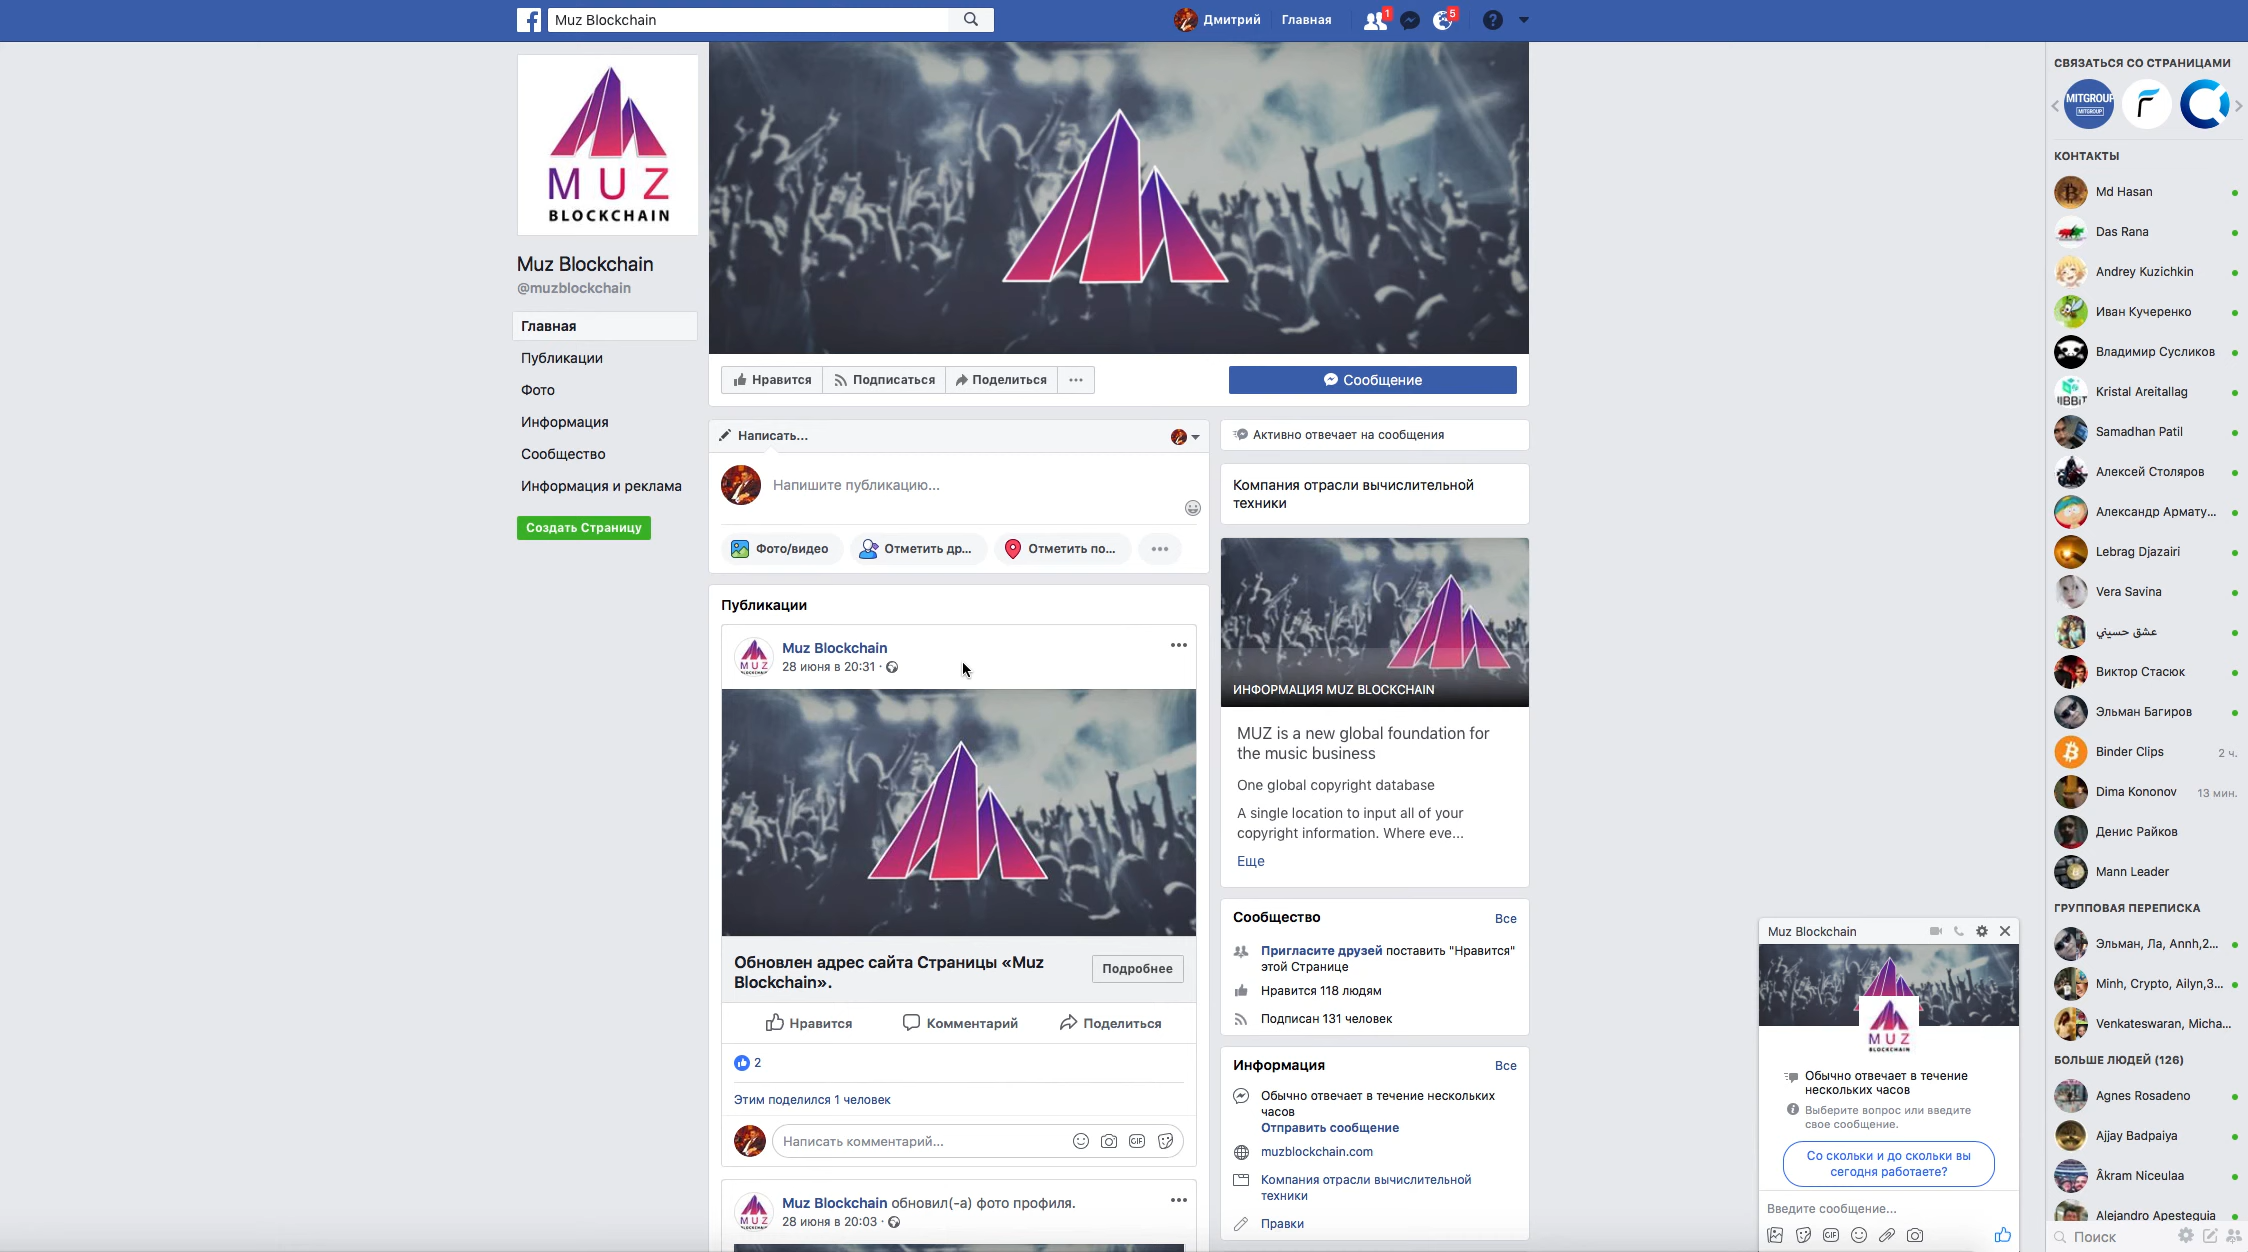 Muz Blockchain
Дмитрий
Главная
1
5
MUZ
BLOCKCHAIN
Muz Blockchain
@muzblockchain
Главная
Публикации
Фото
Информация
Сообщество
Информация и реклама
Создать Страницу
Нравится
Подписаться
Поделиться
Сообщение
Написать...
Напишите публикацию...
Фото/видео
Отметить др...
Отметить по...
Публикации
MUZ
Muz Blockchain
28 июня в 20:31
Обновлен адрес сайта Страницы «Muz
Blockchain».
Подробнее
Нравится
Комментарий
Поделиться
2
Этим поделился 1 человек
Написать комментарий...
GIF
MUZ
Muz Blockchain обновил(-а) фото профиля.
28 июня в 20:03
Активно отвечает на сообщения
Компания отрасли вычислительной
техники
ИНФОРМАЦИЯ MUZ BLOCKCHAIN
MUZ is a new global foundation for
the music business
One global copyright database
A single location to input all of your
copyright information. Where eve...
Еще
Сообщество
Все
Пригласите друзей поставить "Нравится"
этой Странице
Нравится 118 людям
Подписан 131 человек
Информация
Все
Обычно отвечает в течение нескольких
часов
Отправить сообщение
muzblockchain.com
Компания отрасли вычислительной
техники
Правки
Muz Blockchain
MUZ
BLOCKCHAIN
Обычно отвечает в течение
нескольких часов
Выберите вопрос или введите
свое сообщение.
Со скольки и до скольки вы
сегодня работаете?
Введите сообщение...
GIF
СВЯЗАТЬСЯ СО СТРАНИЦАМИ
MITGROUP
MITGROUP
КОНТАКТЫ
Md Hasan
Das Rana
Andrey Kuzichkin
Иван Кучеренко
Владимир Сусликов
Kristal Areitallag
Samadhan Patil
Алексей Столяров
Александр Армату...
Lebrag Djazairi
Vera Savina
عشق حسيني
Виктор Стасюк
Эльман Багиров
Binder Clips
2 ч.
Dima Kononov
13 мин.
Денис Райков
Mann Leader
ГРУППОВАЯ ПЕРЕПИСКА
Эльман, Ла, Annh,2...
Minh, Crypto, Ailyn,3...
Venkateswaran, Micha...
БОЛЬШЕ ЛЮДЕЙ (126)
Agnes Rosadeno
Ajjay Badpaiya
Âkram Niceulaa
Alejandro Apesteguia
Поиск